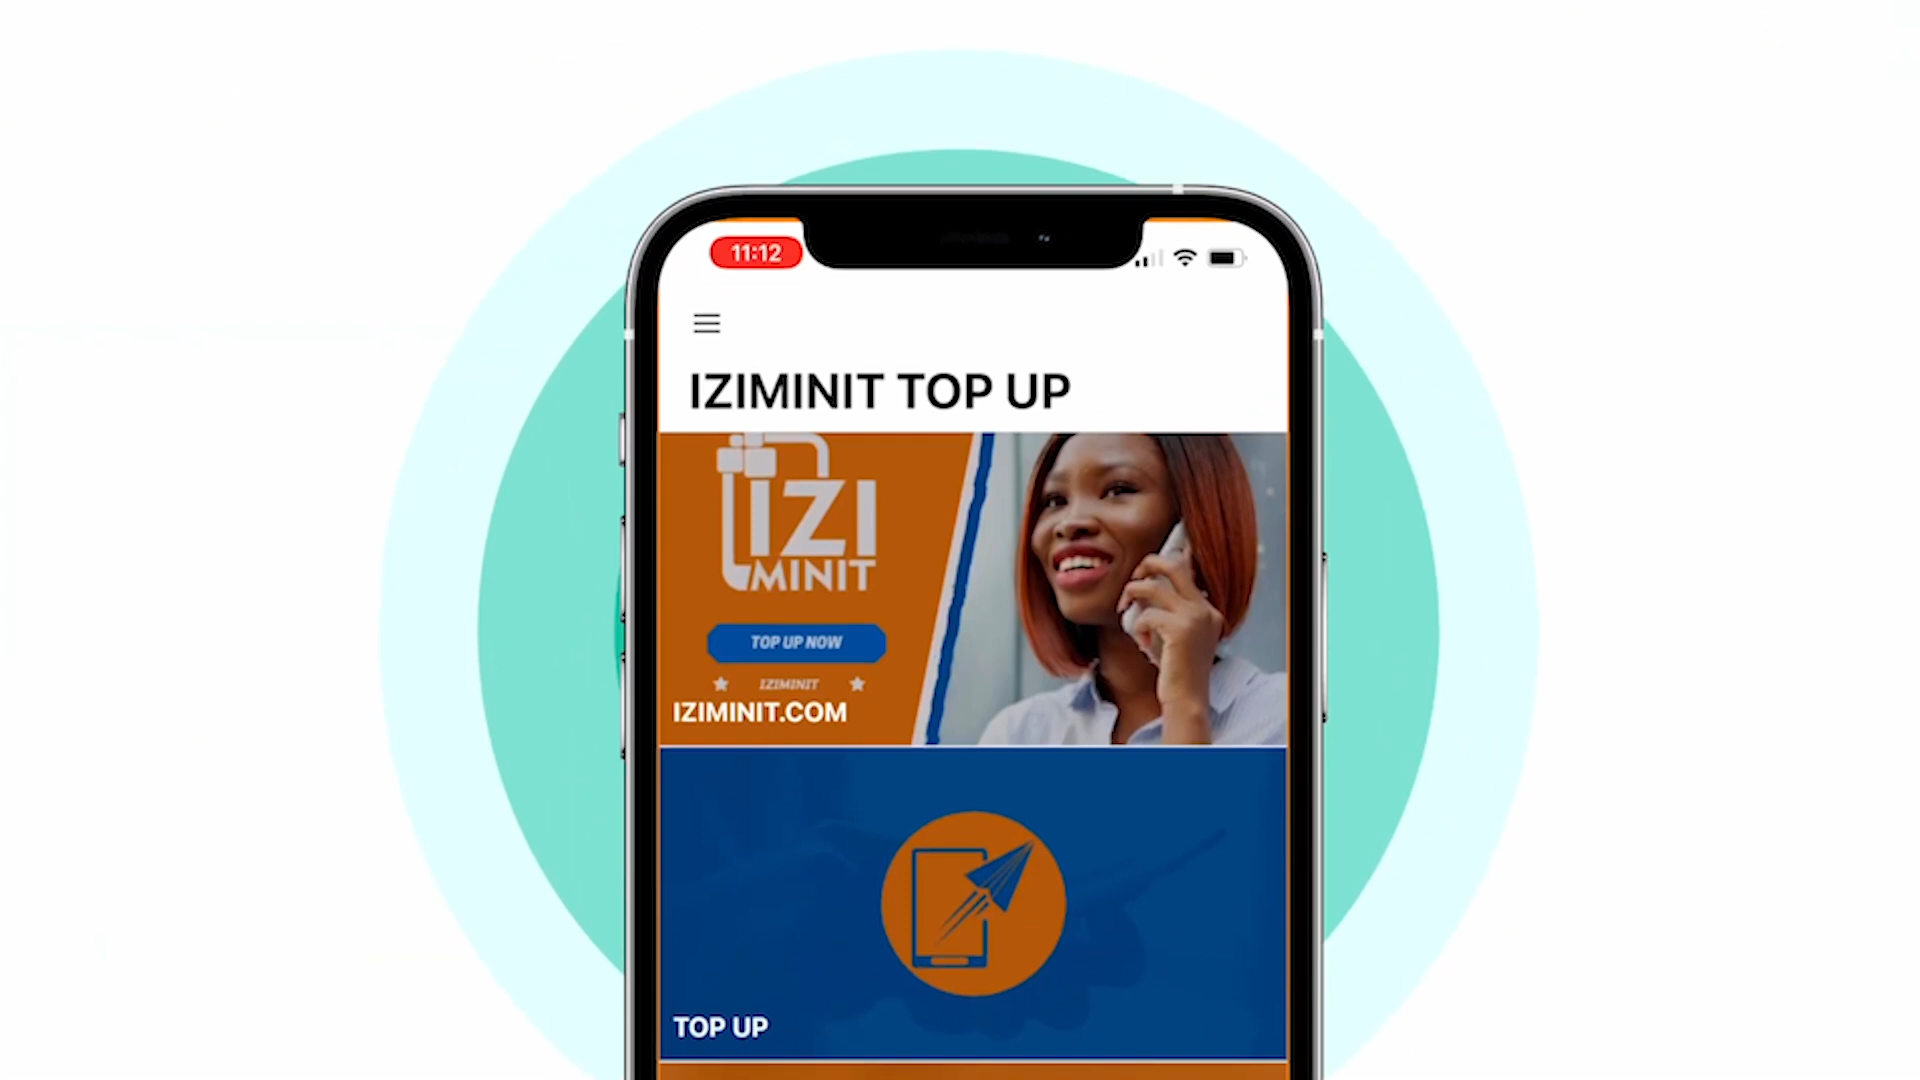 11:12
IZIMINIT TOP UP
IZI
MINIT
TOP UP NOW
IZIMINIT
IZIMINIT.COM
TOP UP